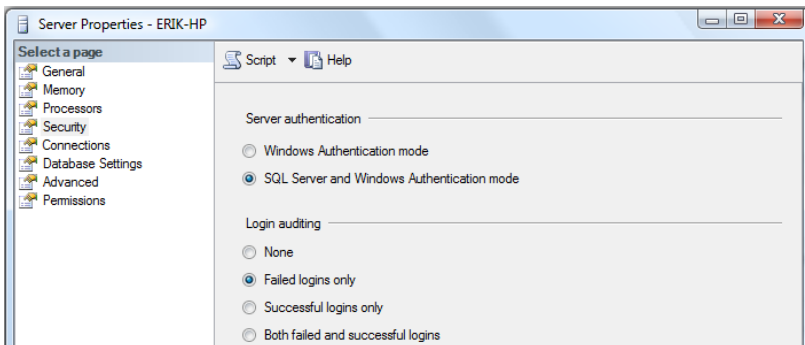 Server Properties - ERIK-HP
Select a page
General
Memory
Processors
Security
Connections
Database Settings
Advanced
Permissions
Script
Help
Server authentication
Windows Authentication mode
SQL Server and Windows Authentication mode
Login auditing
None
Failed logins only
Successful logins only
Both failed and successful logins